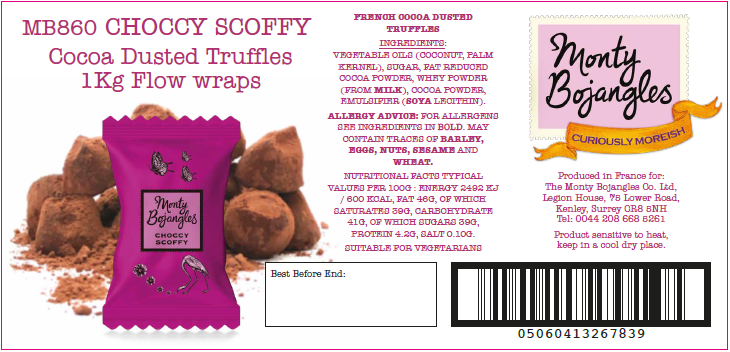 MB860 CHOCCY SCOFFY
Cocoa Dusted Truffles
1Kg Flow wraps
Monty
Bojangles
CHOCCY
SCOFFY
FRENCH COCOA DUSTED
TRUFFLES
INGREDIENTS:
VEGETABLE OILS (COCONUT, PALM
KERNEL), SUGAR, FAT REDUCED
COCOA POWDER, WHEY POWDER
(FROM MILK), COCOA POWDER,
EMULSIFIER (SOYA LECITHIN).
ALLERGY ADVICE: FOR ALLERGENS
SEE INGREDIENTS IN BOLD. MAY
CONTAIN TRACES OF BARLEY,
EGGS, NUTS, SESAME AND
WHEAT.
NUTRITIONAL FACTS TYPICAL
VALUES PER 100G : ENERGY 2492 KJ
/ 600 KCAL, FAT 46G, OF WHICH
SATURATES 39G, CARBOHYDRATE
41G, OF WHICH SUGARS 39G,
PROTEIN 4.2G, SALT 0.10G.
SUITABLE FOR VEGETARIANS
Best Before End:
Monty
Bojangles
CURIOUSLY MOREISH
Produced in France for:
The Monty Bojangles Co. Ltd,
Legion House, 75 Lower Road,
Kenley, Surrey CR8 5NH
Tel: 0044 208 668 8261
Product sensitive to heat,
keep in a cool dry place.
05060413267839